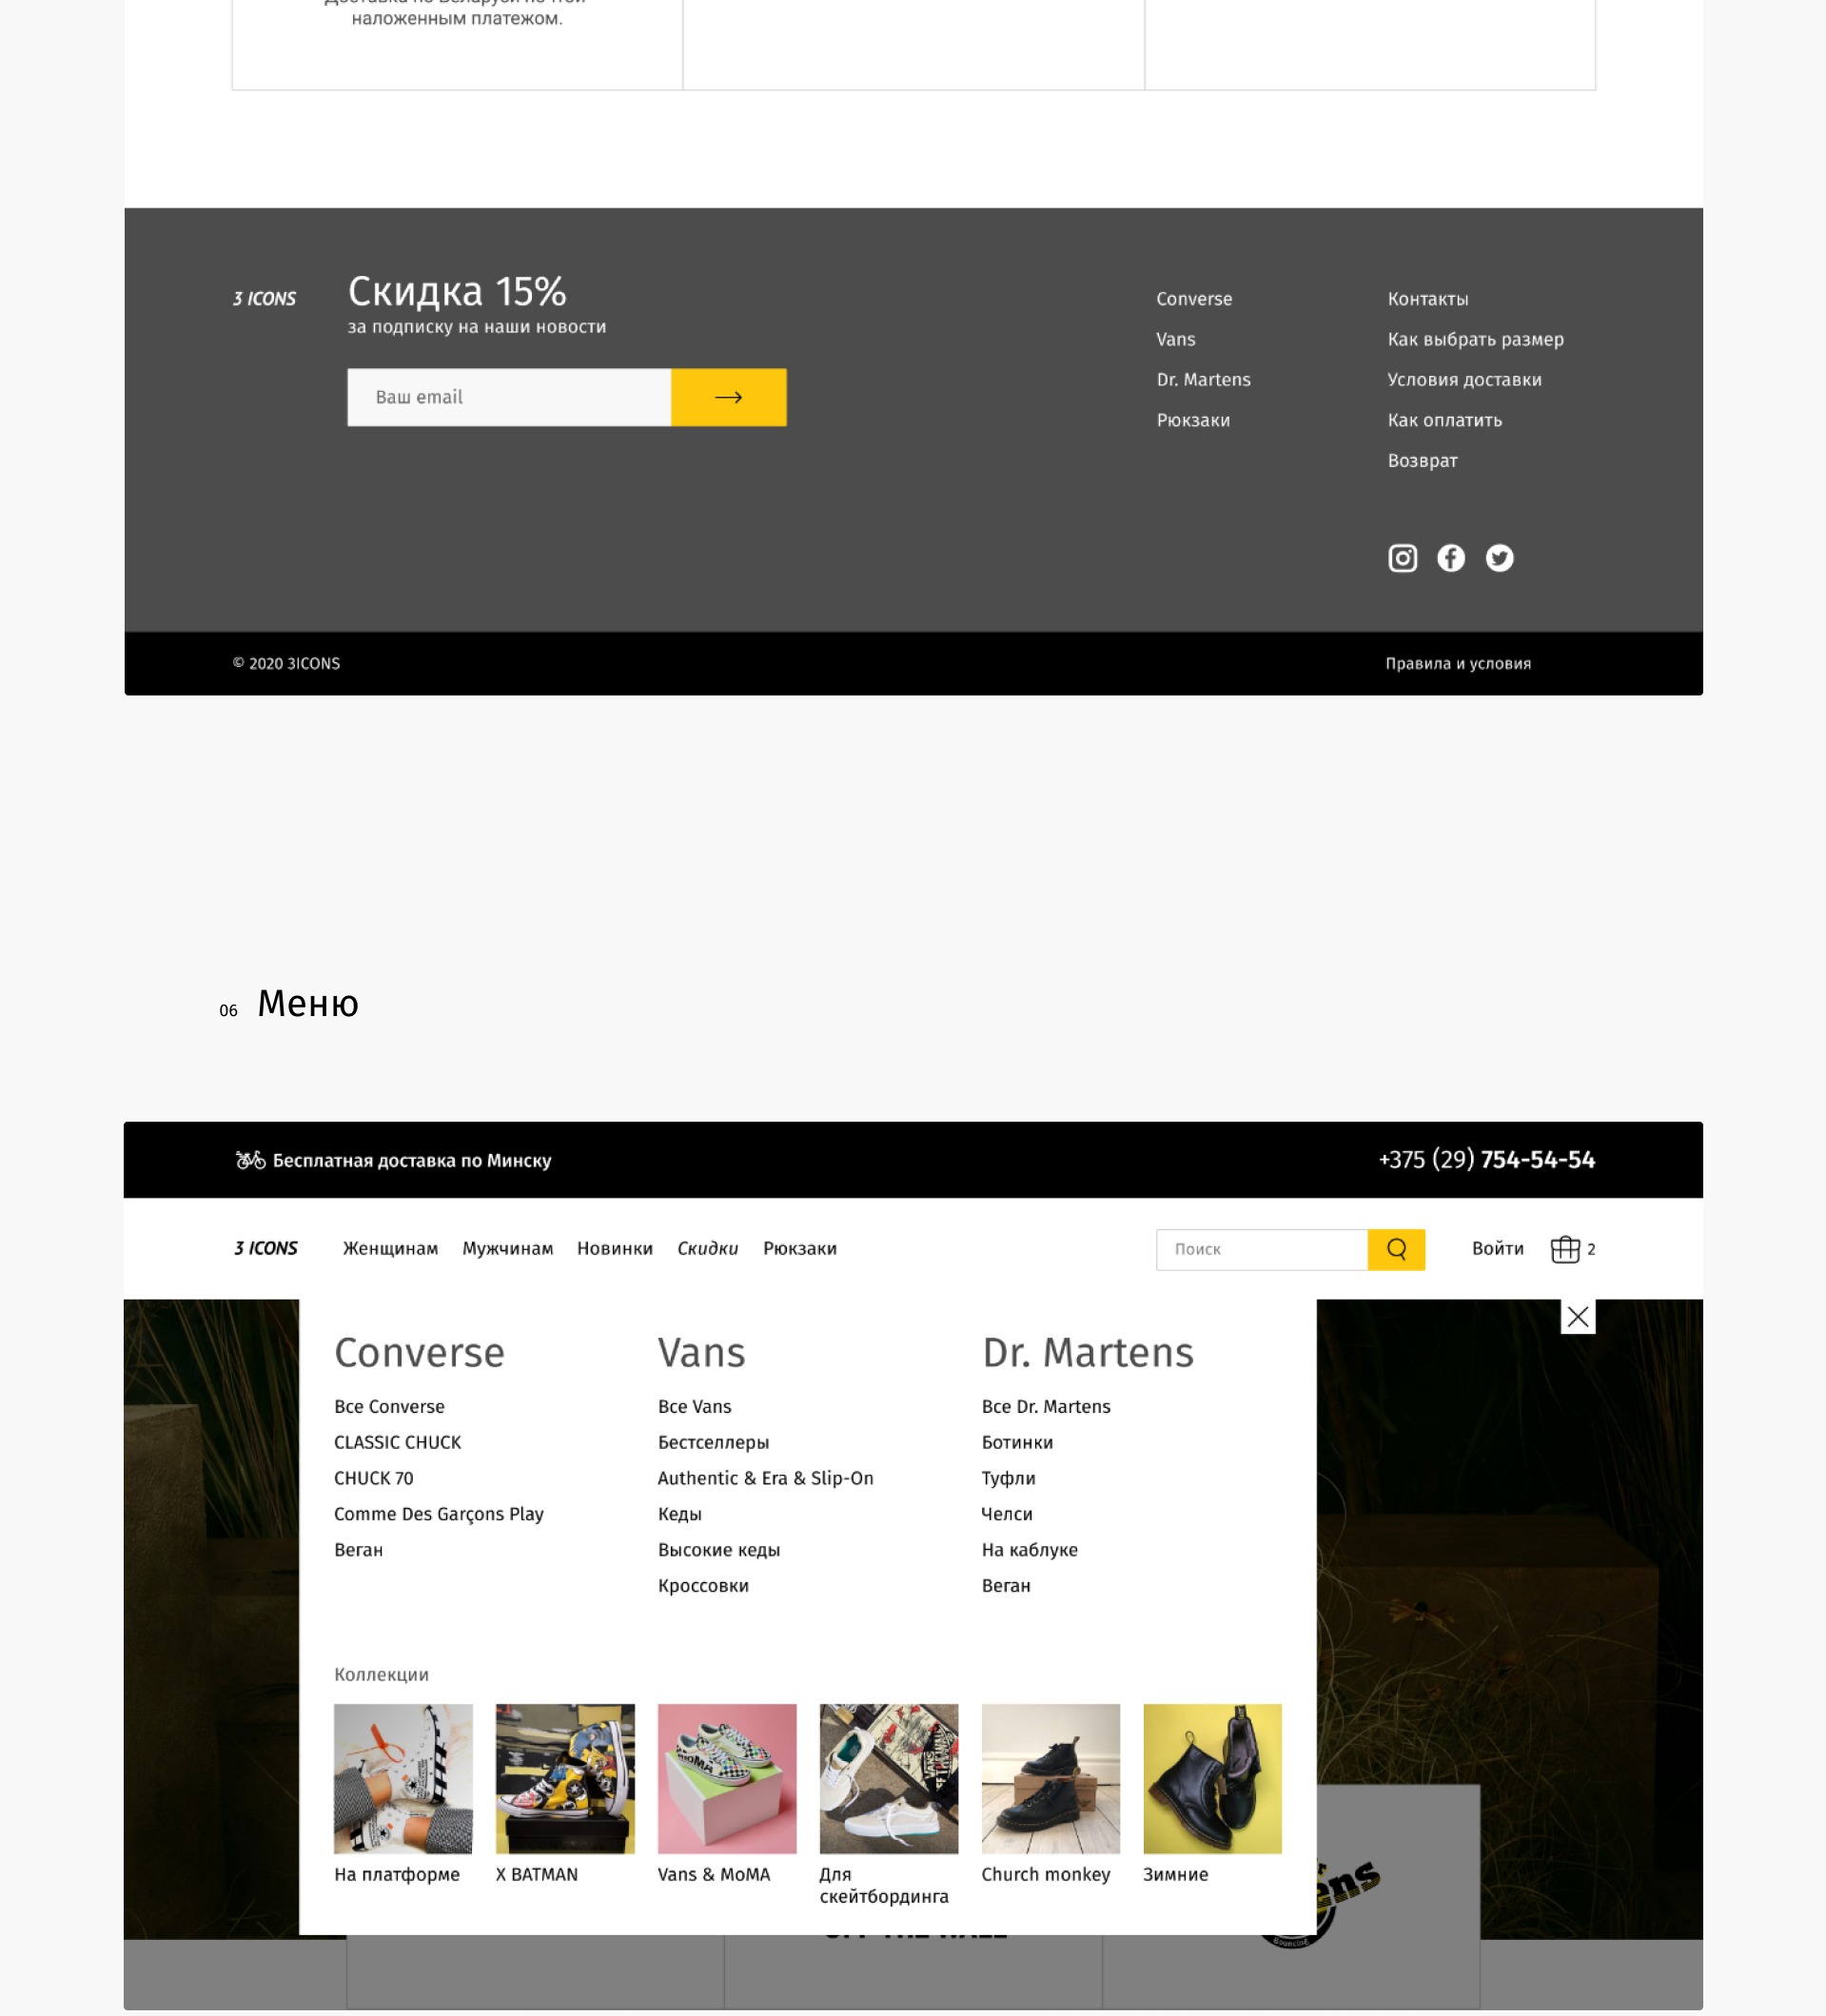 наложенным платежом.
3 ICONS
Скидка 15%
за подписку на наши новости
Ваш email
Converse
Vans
Dr. Martens
Рюкзаки
Контакты
Как выбрать размер
Условия доставки
Как оплатить
Возврат
© 2020 3ICONS
Правила и условия
06 Меню
Бесплатная доставка по Минску
+375 (29) 754-54-54
3 ICONS
Женщинам
Мужчинам
Новинки
Скидки
Рюкзаки
Поиск
Войти
2
Converse
Все Converse
CLASSIC CHUCK
CHUCK 70
Comme Des Garçons Play
Веган
Vans
Все Vans
Бестселлеры
Authentic & Era & Slip-On
Кеды
Высокие кеды
Кроссовки
Dr. Martens
Все Dr. Martens
Ботинки
Туфли
Челси
На каблуке
Веган
Коллекции
На платформе
X BATMAN
Vans & MoMA
Для
скейтбординга
Church monkey
Зимние